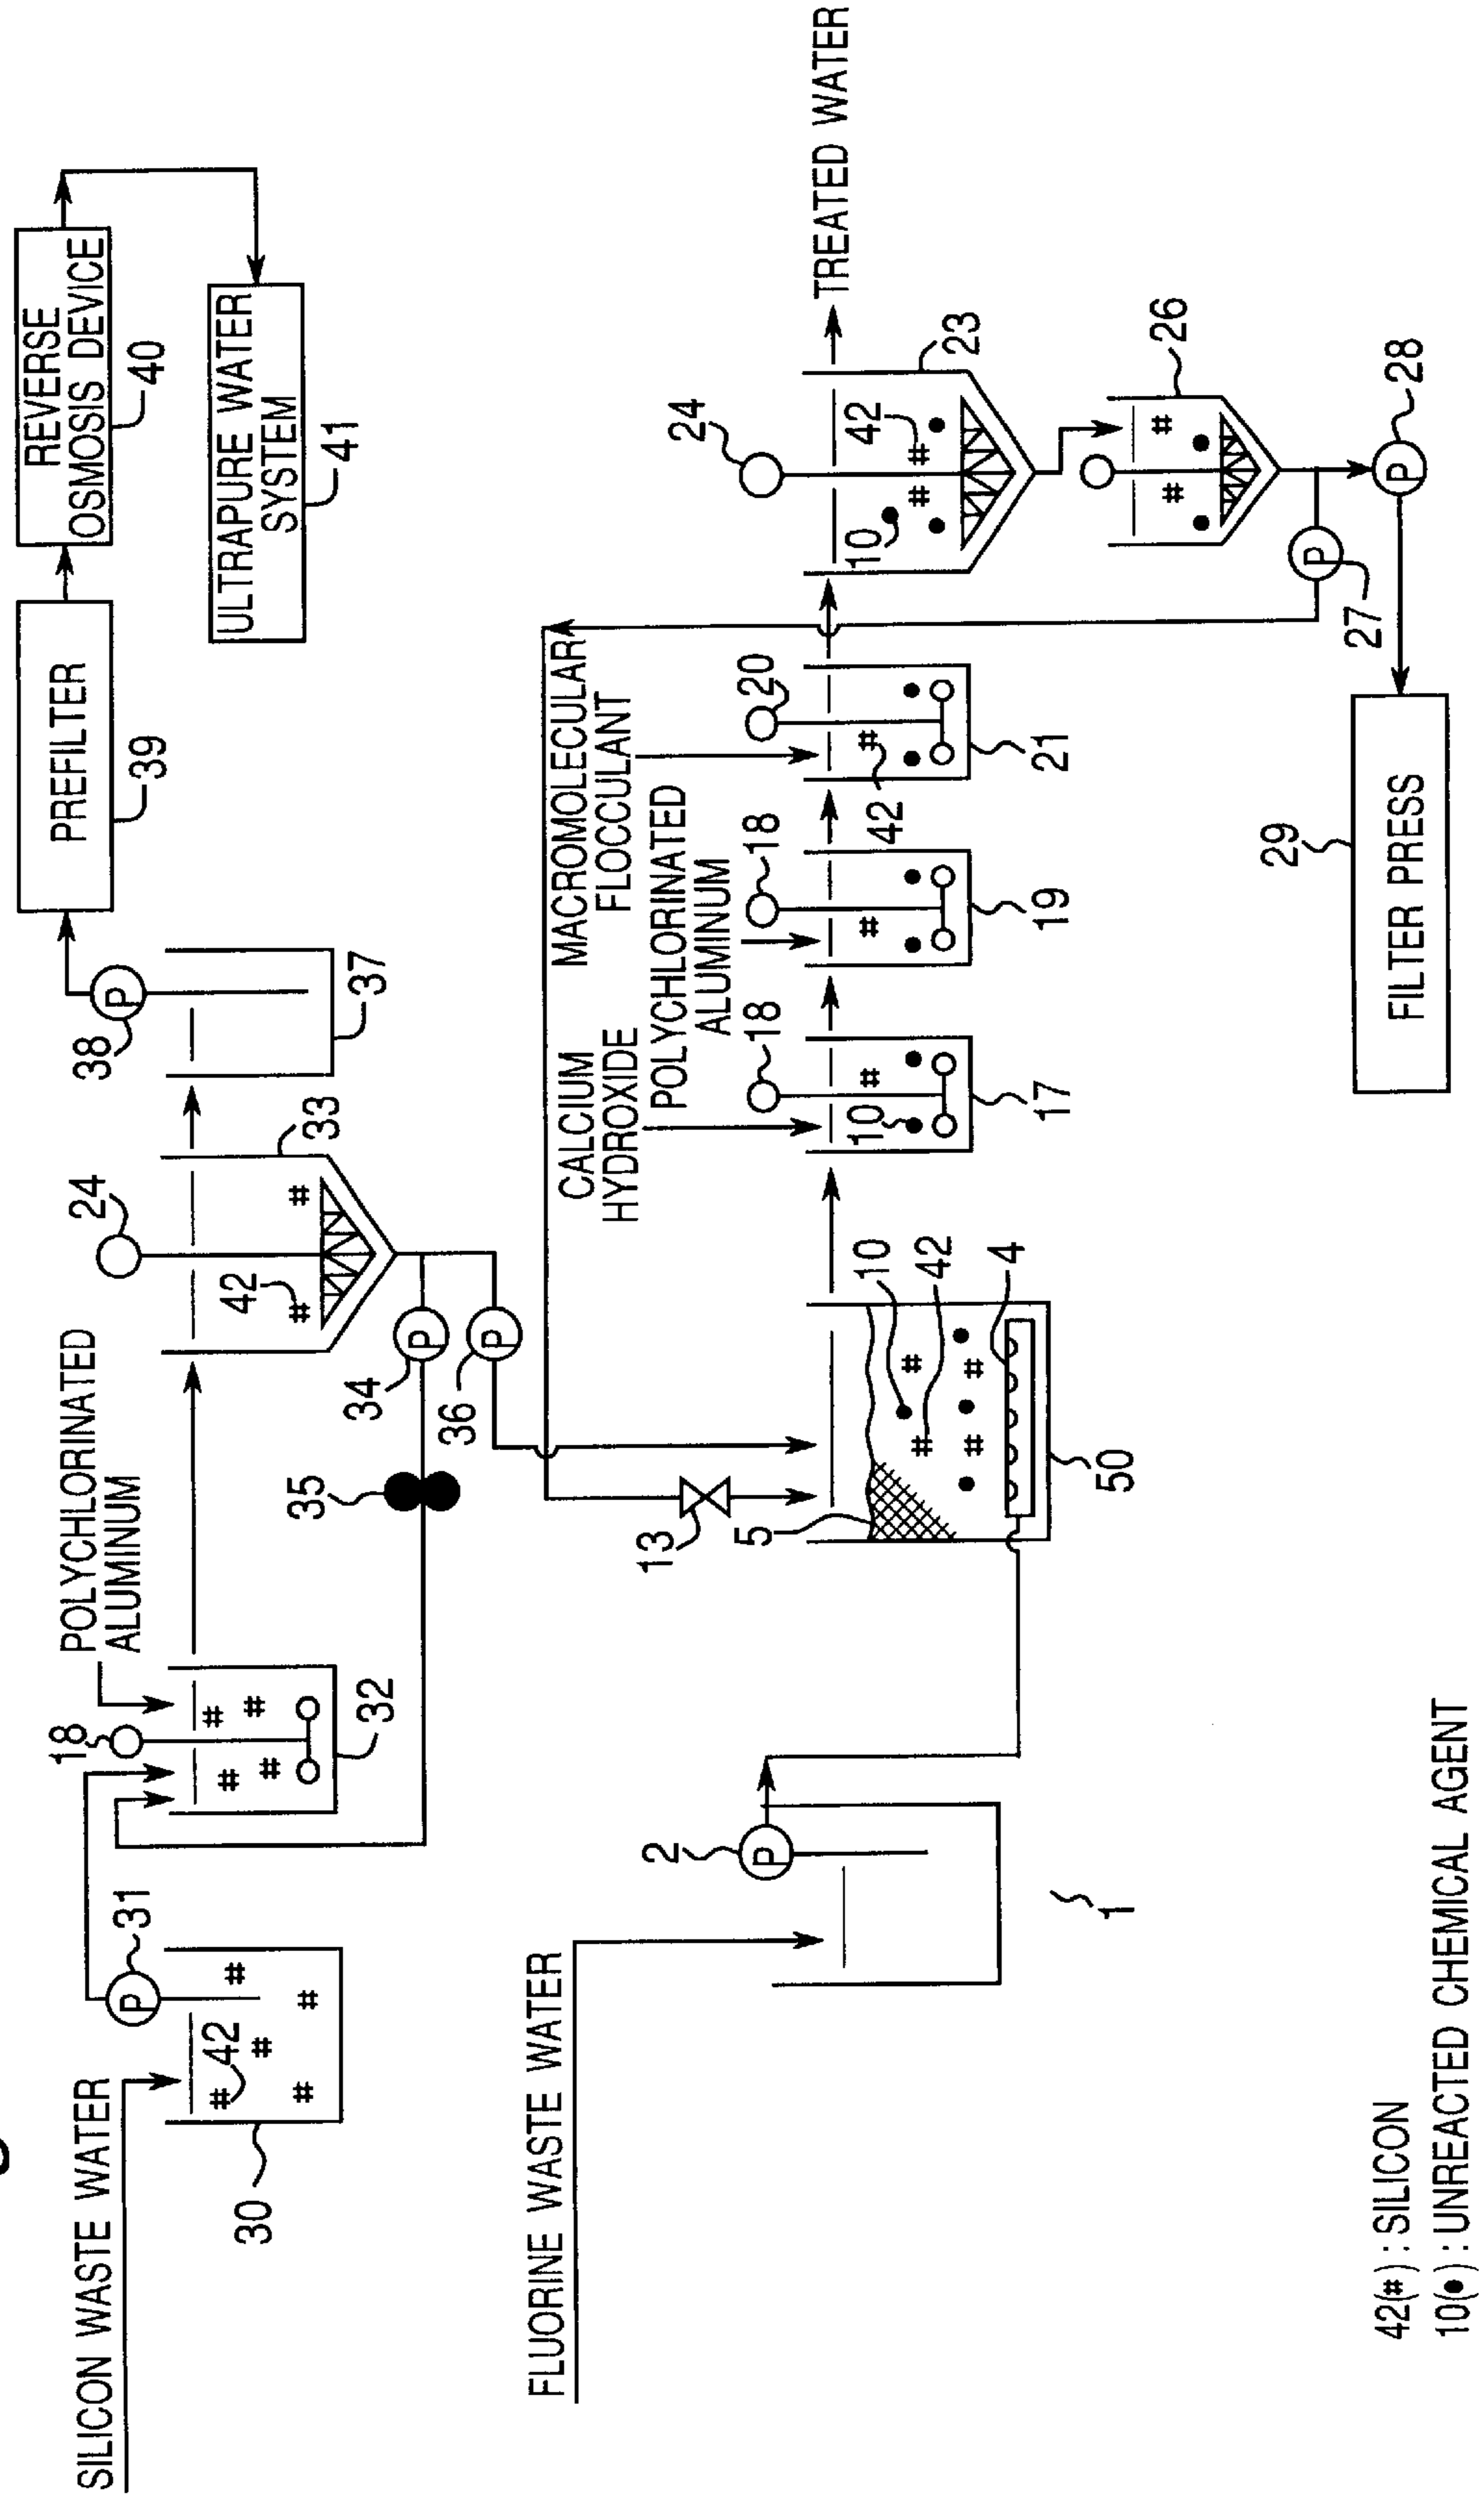 SILICON WASTE WATER
30
42
P
31
18
POLYCHLORINATED
ALUMINUM
32
35
34
P
36
P
42
24
33
38
P
37
PREFILTER
39
REVERSE
OSMOSIS DEVICE
40
ULTRAPURE WATER
SYSTEM
41
FLUORINE WASTE WATER
2
P
1
13
5
10
42
4
50
CALCIUM
HYDROXIDE
POLYCHLORINATED
ALUMINUM
MACROMOLECULAR
FLOCCULANT
18
10
17
18
19
42
20
21
24
10
42
23
TREATED WATER
26
P
27
P
28
29
FILTER PRESS
42(#) : SILICON
10(●) : UNREACTED CHEMICAL AGENT